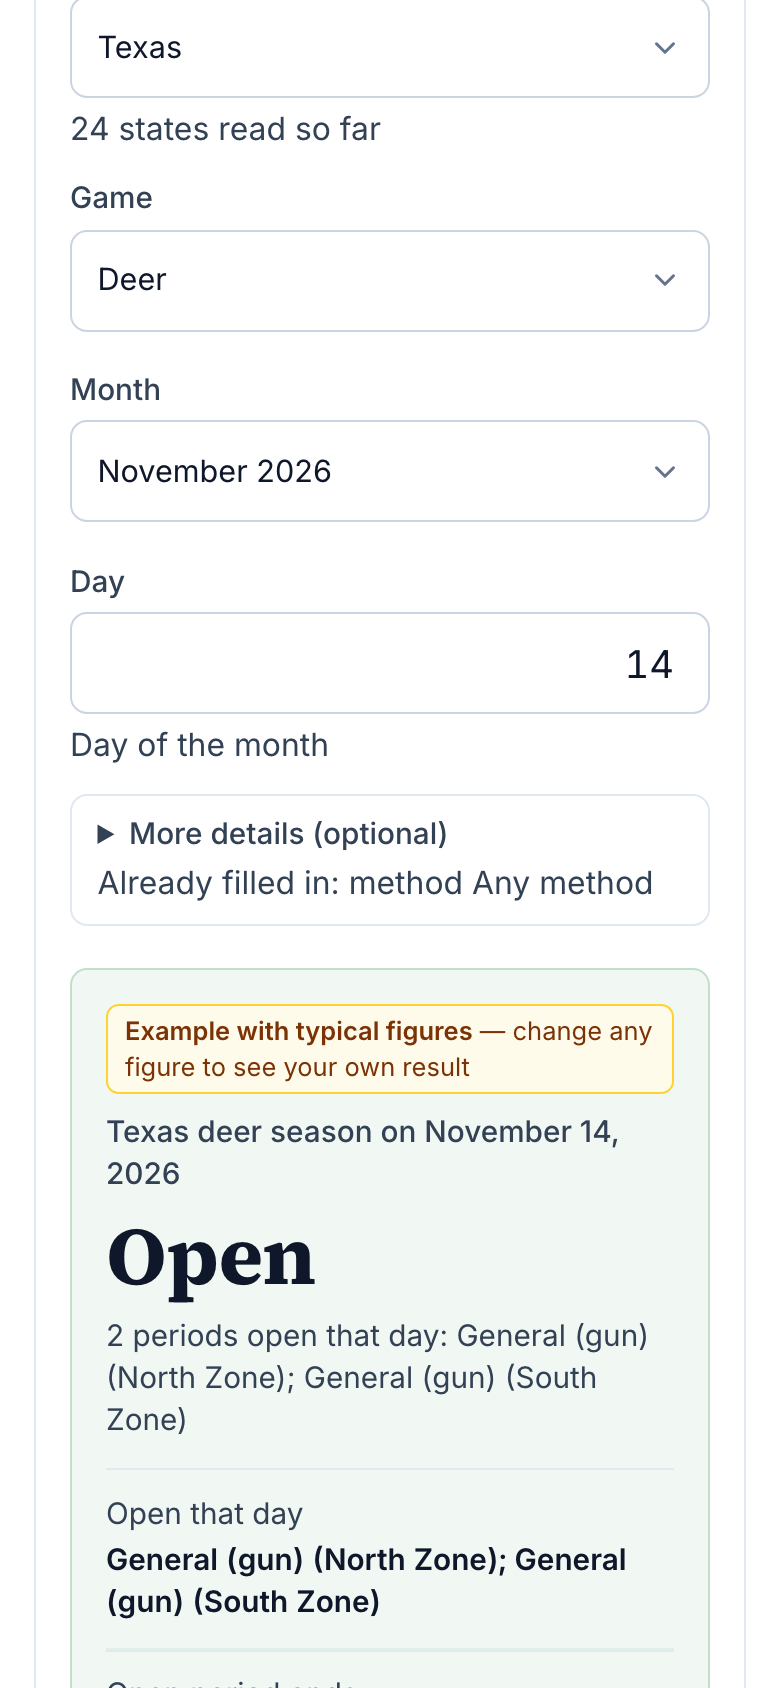 Texas
24 states read so far
Game
Deer
Month
November 2026
Day
14
Day of the month
More details (optional)
Already filled in: method Any method
Example with typical figures — change any
figure to see your own result
Texas deer season on November 14,
2026
Open
2 periods open that day: General (gun)
(North Zone); General (gun) (South
Zone)
Open that day
General (gun) (North Zone); General
(gun) (South Zone)